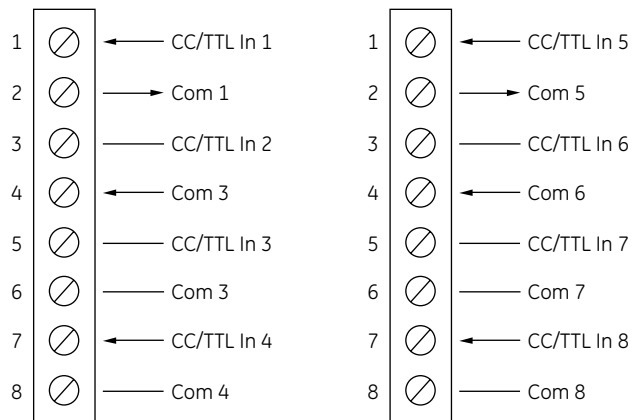 1 CC/TTL In 1
2 Com 1
3 CC/TTL In 2
4 Com 3
5 CC/TTL In 3
6 Com 3
7 CC/TTL In 4
8 Com 4
1 CC/TTL In 5
2 Com 5
3 CC/TTL In 6
4 Com 6
5 CC/TTL In 7
6 Com 7
7 CC/TTL In 8
8 Com 8